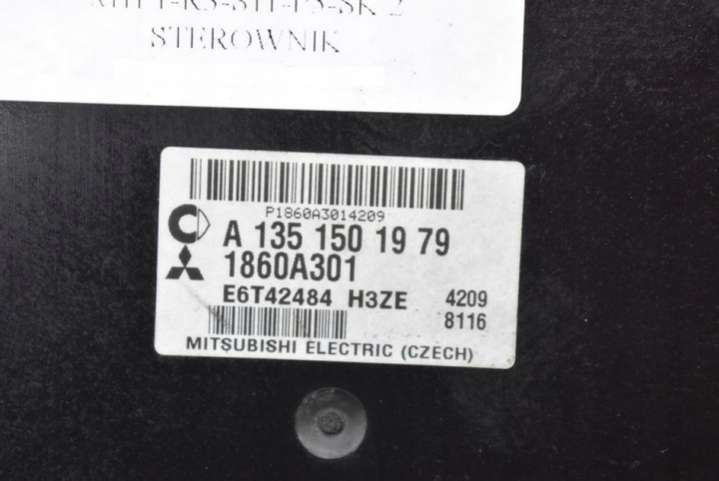 STEROWNIK
P1860A3014209
A 135 150 19 79
1860A301
E6T42484 H3ZE 4209
8116
MITSUBISHI ELECTRIC (CZECH)